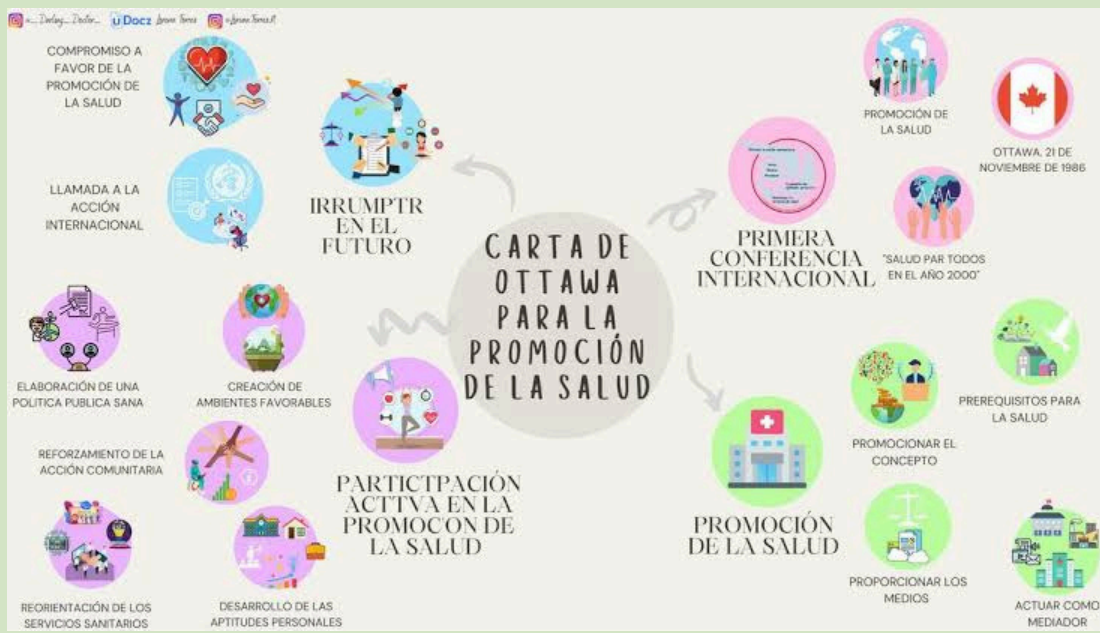 uDocz
COMPROMISO A
FAVOR DE LA
PROMOCIÓN DE
LA SALUD
LLAMADA A LA
ACCIÓN
INTERNACIONAL
IRRUMPTR
EN EL
FUTURO
CARTA DE
OTTAWA
PARA LA
PROMOCIÓN
DE LA SALUD
PRIMERA
CONFERENCIA
INTERNACIONAL
PROMOCIÓN DE
LA SALUD
OTTAWA, 21 DE
NOVIEMBRE DE 1986
"SALUD PAR TODOS
EN EL AÑO 2000"
ELABORACIÓN DE UNA
POLITICA PUBLICA SANA
CREACIÓN DE
AMBIENTES FAVORABLES
REFORZAMIENTO DE LA
ACCIÓN COMUNITARIA
REORIENTACIÓN DE LOS
SERVICIOS SANITARIOS
DESARROLLO DE LAS
APTITUDES PERSONALES
PARTICTPACIÓN
ACTTVA EN LA
PROMOC'ON DE
LA SALUD
PROMOCIÓN
DE LA SALUD
PREREQUISITOS PARA
LA SALUD
PROMOCIONAR EL
CONCEPTO
PROPORCIONAR LOS
MEDIOS
ACTUAR COMO
MEDIADOR